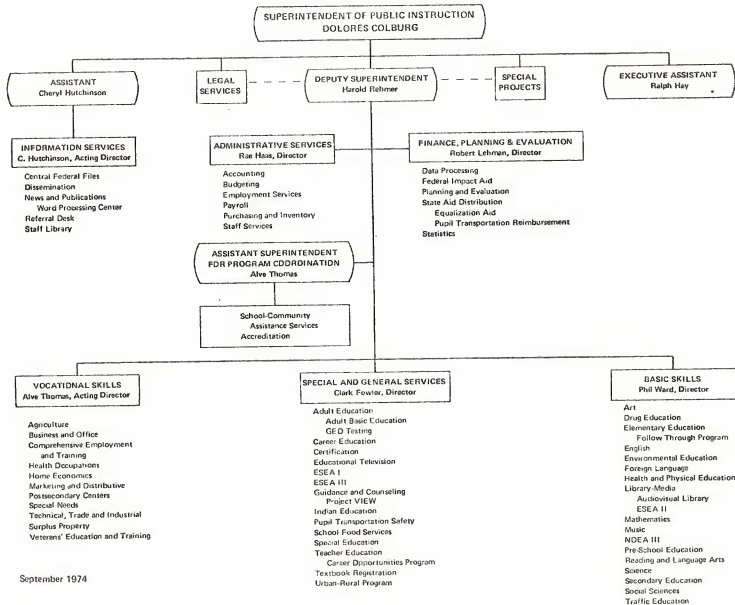 SUPERINTENDENT OF PUBLIC INSTRUCTION
DOLORES COLBURG
ASSISTANT
Cheryl Hutchinson
LEGAL
SERVICES
DEPUTY SUPERINTENDENT
Harold Rehmer
SPECIAL
PROJECTS
EXECUTIVE ASSISTANT
Ralph Hay
INFORMATION SERVICES
C. Hutchinson, Acting Director
Central Federal Files
Dissemination
News and Publications
Word Processing Center
Referral Desk
Staff Library
ADMINISTRATIVE SERVICES
Rae Haas, Director
Accounting
Budgeting
Employment Services
Payroll
Purchasing and Inventory
Staff Services
FINANCE, PLANNING & EVALUATION
Robert Lehman, Director
Data Processing
Federal Impact Aid
Planning and Evaluation
State Aid Distribution
Equalization Aid
Pupil Transportation Reimbursement
Statistics
ASSISTANT SUPERINTENDENT
FOR PROGRAM COORDINATION
Alve Thomas
School-Community
Assistance Services
Accreditation
VOCATIONAL SKILLS
Alve Thomas, Acting Director
Agriculture
Business and Office
Comprehensive Employment
and Training
Health Occupations
Home Economics
Marketing and Distributive
Postsecondary Centers
Special Needs
Technical, Trade and Industrial
Surplus Property
Veterans' Education and Training
SPECIAL AND GENERAL SERVICES
Clark Fowler, Director
Adult Education
Adult Basic Education
GED Testing
Career Education
Certification
Educational Television
ESEA I
ESEA III
Guidance and Counseling
Project VIEW
Indian Education
Pupil Transportation Safety
School Food Services
Special Education
Teacher Education
Career Opportunities Program
Textbook Registration
Urban-Rural Program
BASIC SKILLS
Phil Ward, Director
Art
Drug Education
Elementary Education
Follow Through Program
English
Environmental Education
Foreign Language
Health and Physical Education
Library-Media
Audiovisual Library
ESEA II
Mathematics
Music
NDEA III
Pre-School Education
Reading and Language Arts
Science
Secondary Education
Social Sciences
Traffic Education
September 1974